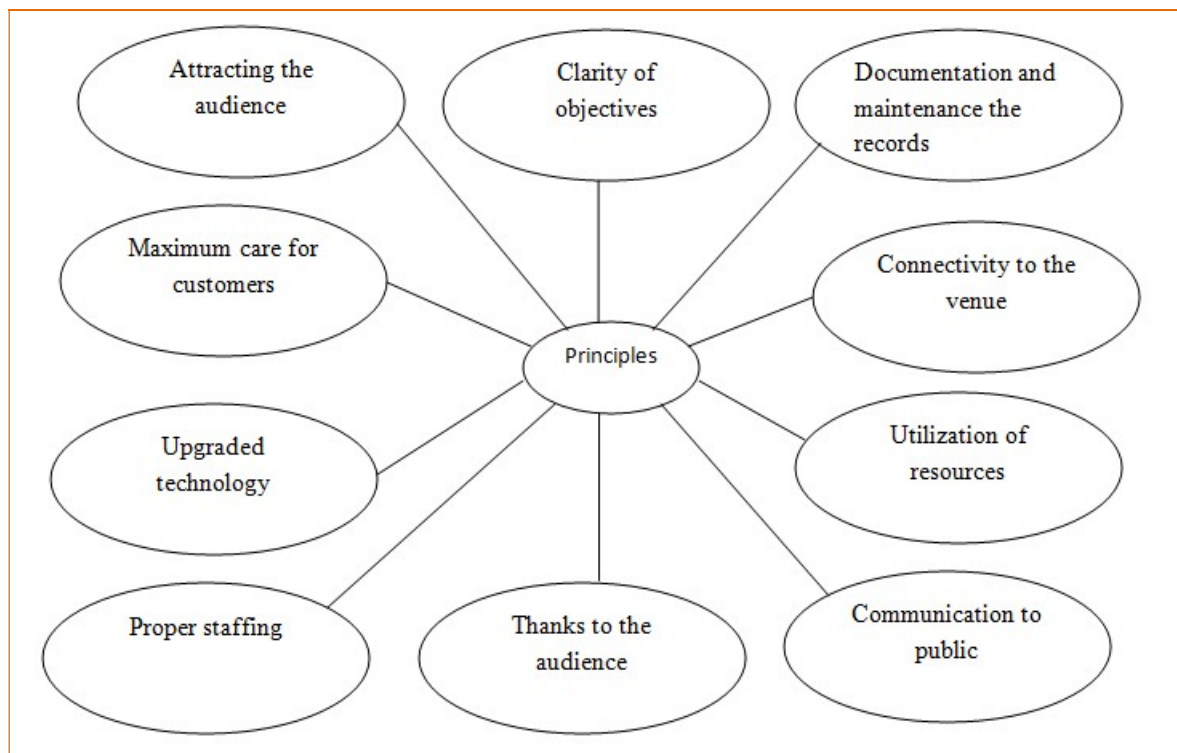 Attracting the
audience
Clarity of
objectives
Documentation and
maintenance the
records
Maximum care for
customers
Connectivity to the
venue
Principles
Upgraded
technology
Utilization of
resources
Proper staffing
Thanks to the
audience
Communication to
public